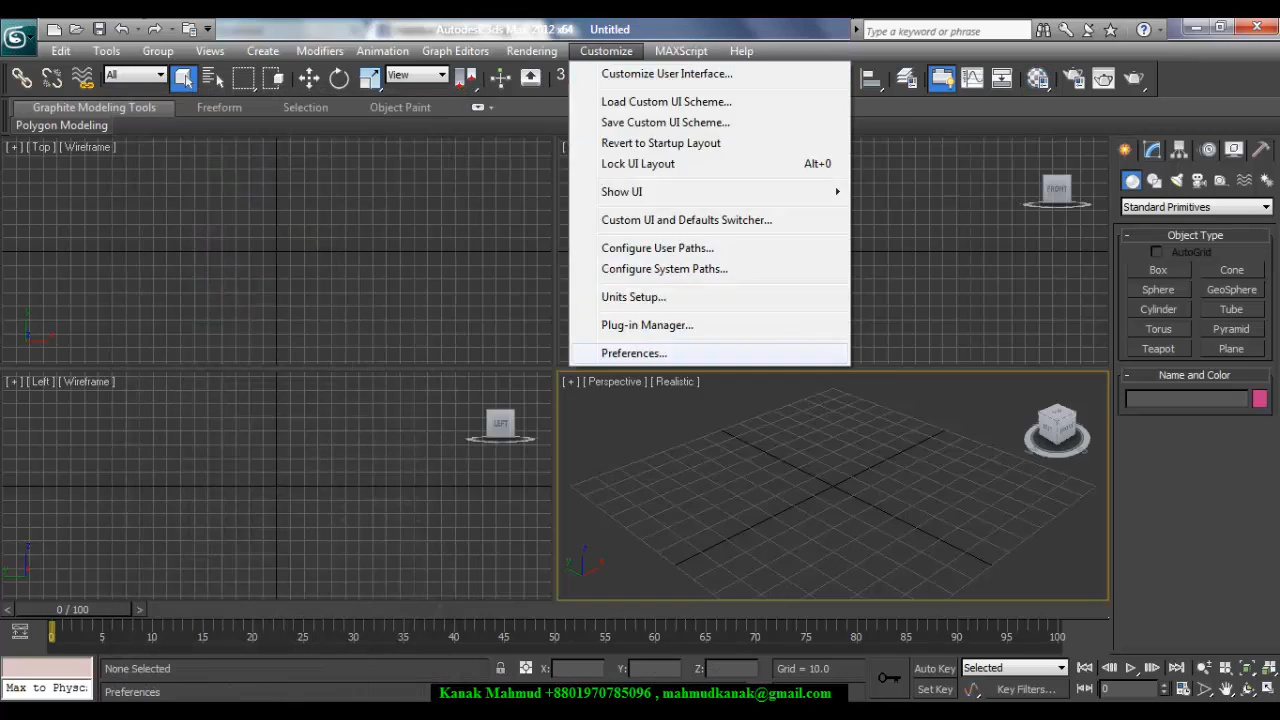 Autodesk 3ds Max 2012 x64 Untitled
Type a keyword or phrase
Edit Tools Group Views Create Modifiers Animation Graph Editors Rendering Customize MAXScript Help
All
View
3
Graphite Modeling Tools Freeform Selection Object Paint
Polygon Modeling
Customize User Interface...
Load Custom UI Scheme...
Save Custom UI Scheme...
Revert to Startup Layout
Lock UI Layout Alt+0
Show UI
Custom UI and Defaults Switcher...
Configure User Paths...
Configure System Paths...
Units Setup...
Plug-in Manager...
Preferences...
[ + ] [ Top ] [ Wireframe ]
FRONT
[ + ] [ Left ] [ Wireframe ]
LEFT
[ + ] [ Perspective ] [ Realistic ]
Standard Primitives
Object Type
AutoGrid
Box Cone
Sphere GeoSphere
Cylinder Tube
Torus Pyramid
Teapot Plane
Name and Color
0 / 100
0 5 10 15 20 25 30 35 40 45 50 55 60 65 70 75 80 85 90 95 100
None Selected X: Y: Z: Grid = 10.0 Auto Key Selected
Max to Physc
Preferences
Set Key Key Filters... 0
Kanak Mahmud +8801970785096 , mahmudkanak@gmail.com